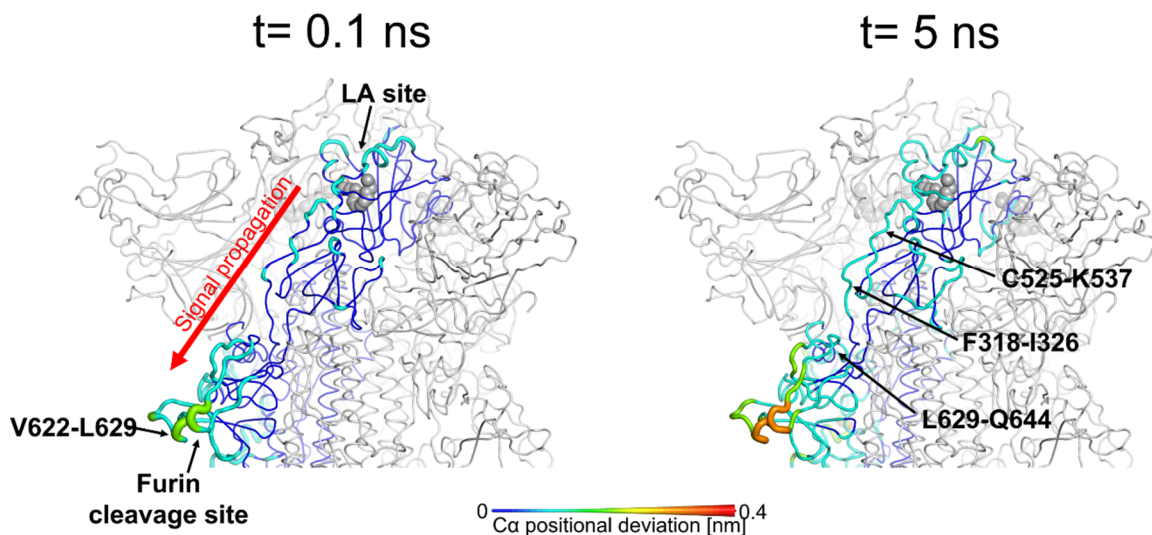 t= 0.1 ns
t= 5 ns
LA site
Signal propagation
C525-K537
F318-I326
L629-Q644
V622-L629
Furin
cleavage site
0
0.4
Cα positional deviation [nm]